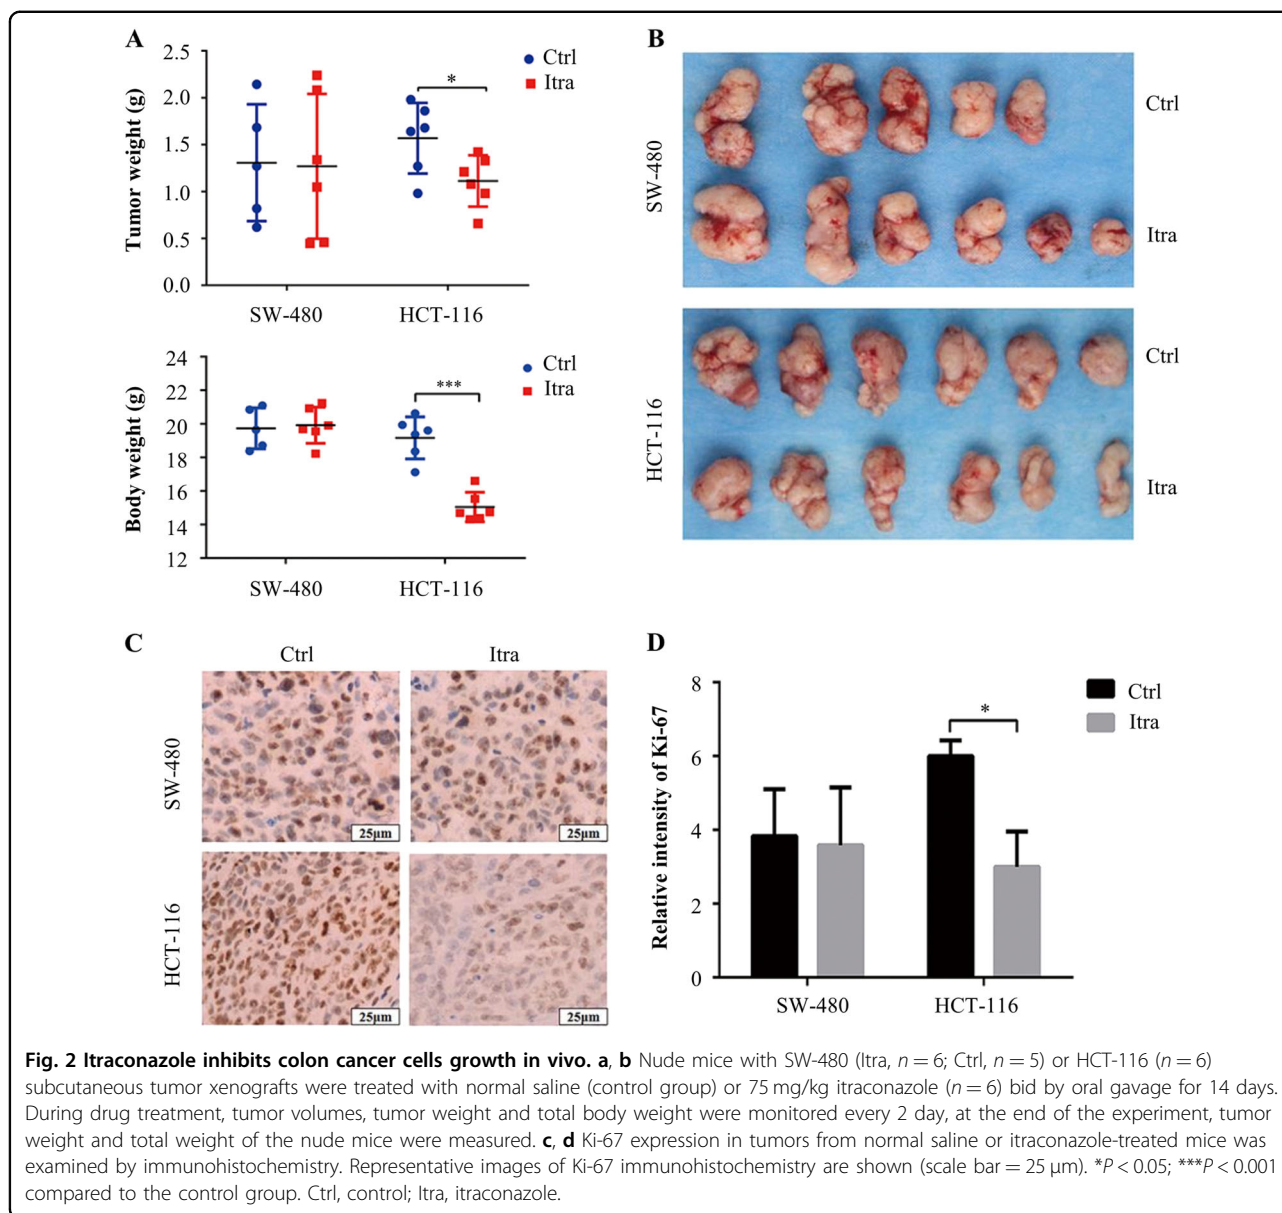 A
Tumor weight (g)
2.5
2.0
1.5
1.0
0.5
0.0
SW-480
HCT-116
*
Ctrl
Itra
Body weight (g)
24
22
20
18
16
14
12
SW-480
HCT-116
***
Ctrl
Itra
B
SW-480
Ctrl
Itra
HCT-116
Ctrl
Itra
C
Ctrl
Itra
SW-480
25µm
25µm
HCT-116
25µm
25µm
D
Relative intensity of Ki-67
8
6
4
2
0
SW-480
HCT-116
*
Ctrl
Itra
Fig. 2 Itraconazole inhibits colon cancer cells growth in vivo. a, b Nude mice with SW-480 (Itra, n = 6; Ctrl, n = 5) or HCT-116 (n = 6)
subcutaneous tumor xenografts were treated with normal saline (control group) or 75 mg/kg itraconazole (n = 6) bid by oral gavage for 14 days.
During drug treatment, tumor volumes, tumor weight and total body weight were monitored every 2 day, at the end of the experiment, tumor
weight and total weight of the nude mice were measured. c, d Ki-67 expression in tumors from normal saline or itraconazole-treated mice was
examined by immunohistochemistry. Representative images of Ki-67 immunohistochemistry are shown (scale bar = 25 µm). *P < 0.05; ***P < 0.001
compared to the control group. Ctrl, control; Itra, itraconazole.